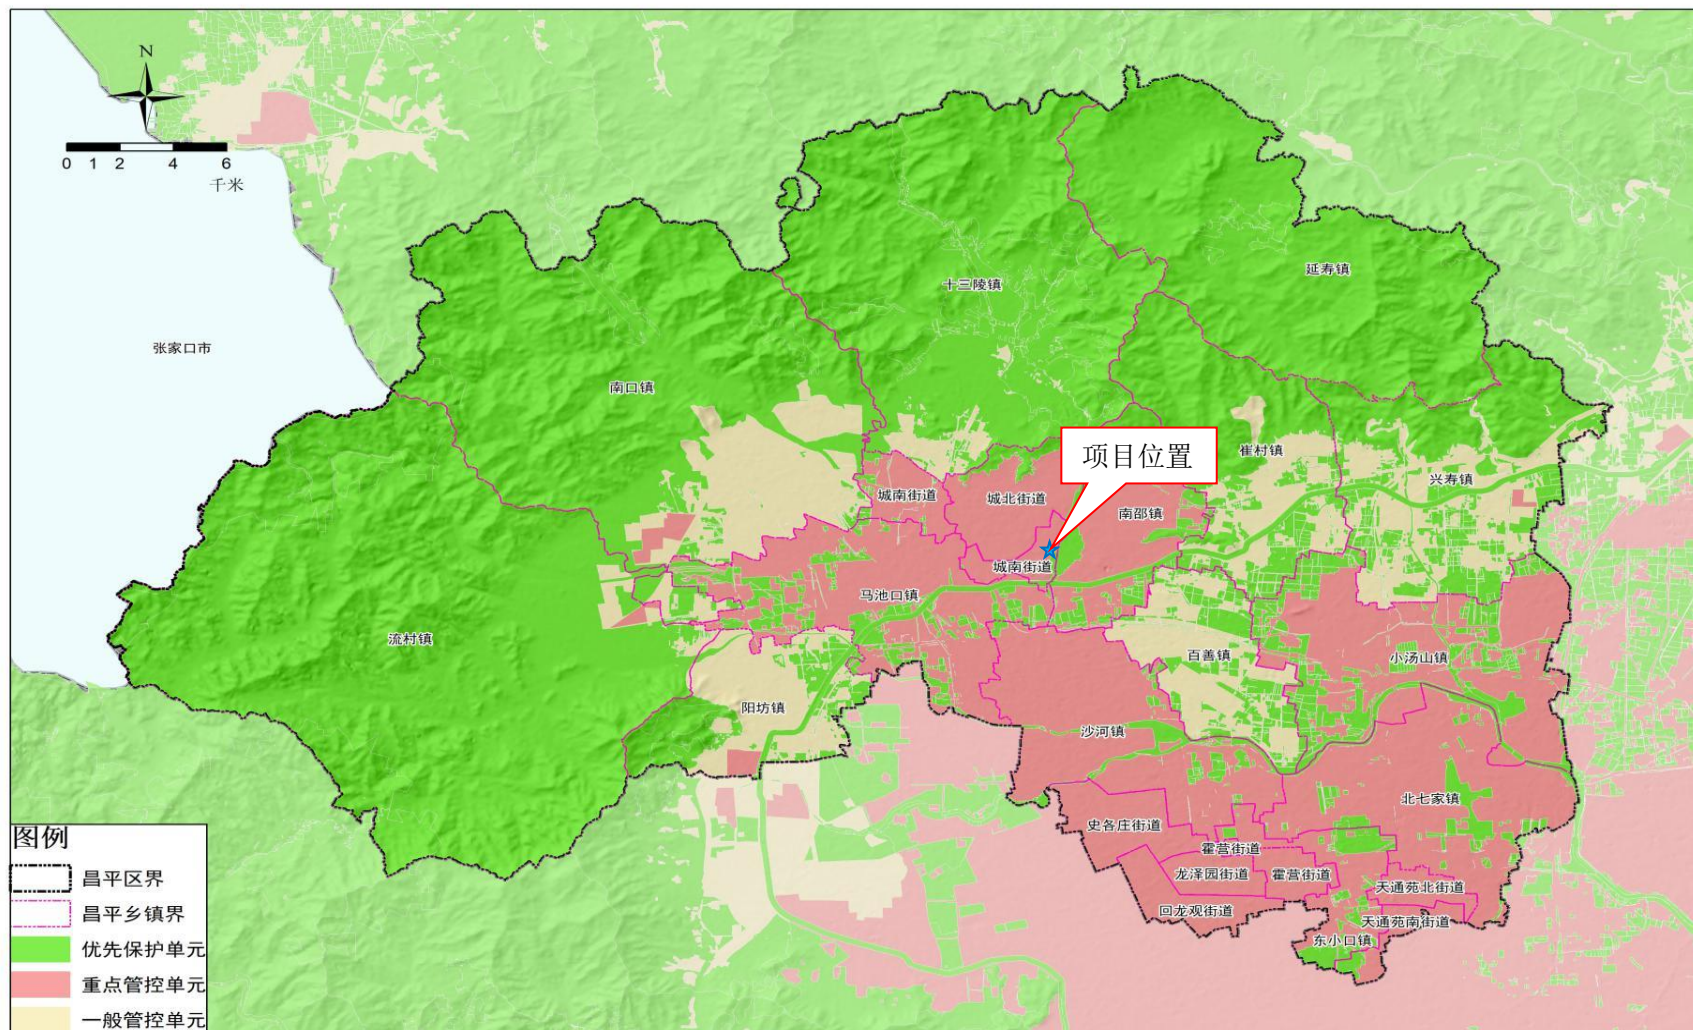 N
0 1 2 4 6
千米
张家口市
延寿镇
十三陵镇
南口镇
项目位置
崔村镇
兴寿镇
城南街道
城北街道
南邵镇
城南街道
马池口镇
流村镇
百善镇
小汤山镇
阳坊镇
沙河镇
北七家镇
史各庄街道
霍营街道
龙泽园街道
霍营街道
天通苑北街道
回龙观街道
天通苑南街道
东小口镇
图例
昌平区界
昌平乡镇界
优先保护单元
重点管控单元
一般管控单元